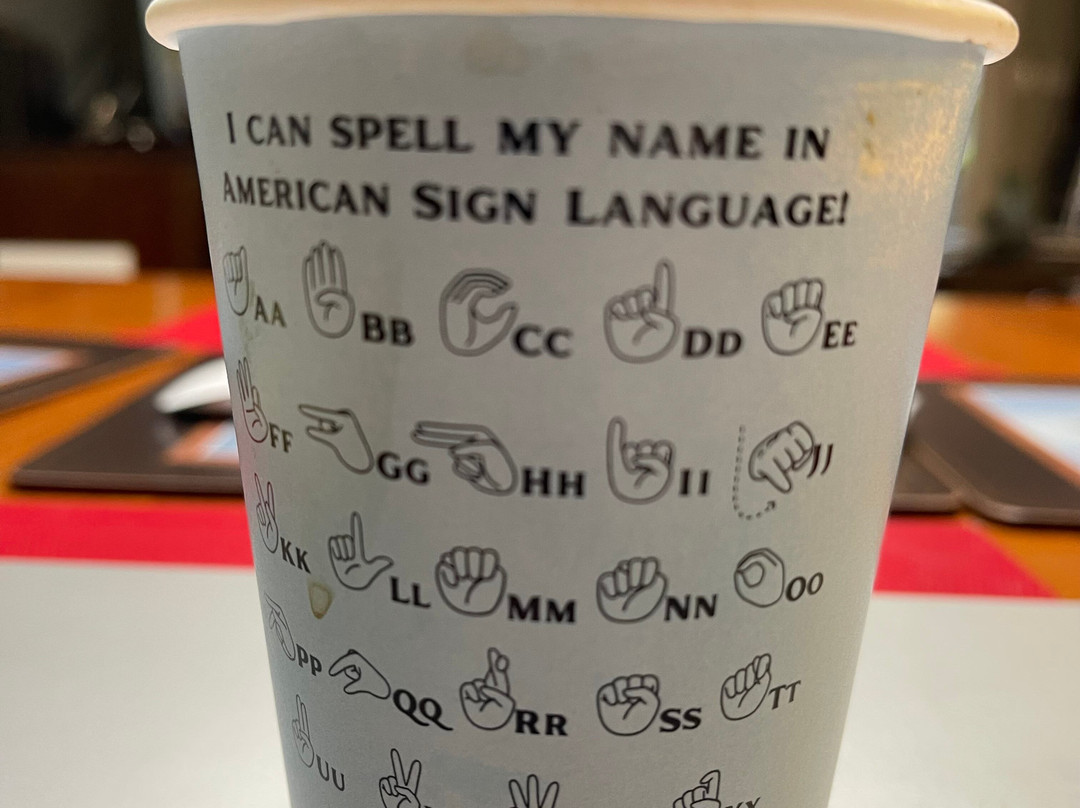 I CAN SPELL MY NAME IN
AMERICAN SIGN LANGUAGE!
AA BB CC DD EE
FF GG HH II JJ
KK LL MM NN OO
PP QQ RR SS TT
UU